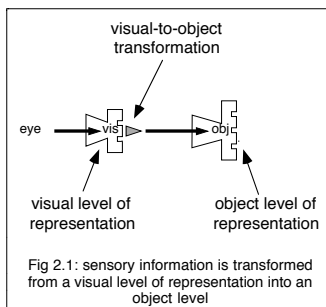 visual-to-object
transformation
eye
vis
obj
visual level of
representation
object level of
representation
Fig 2.1: sensory information is transformed
from a visual level of representation into an
object level